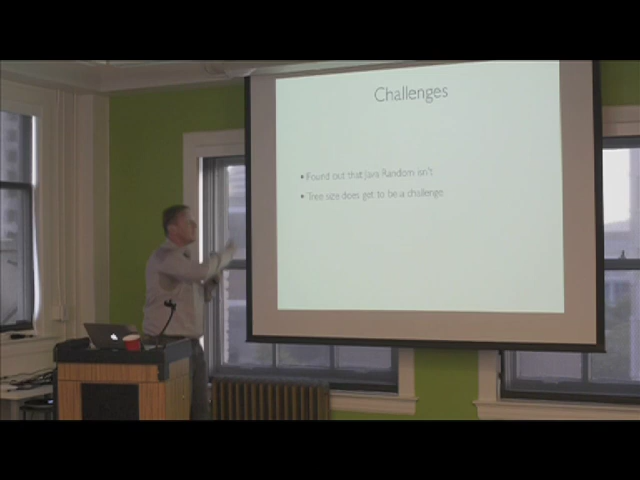 Challenges
• Found out that Java Random isn't
• Tree size does get to be a challenge